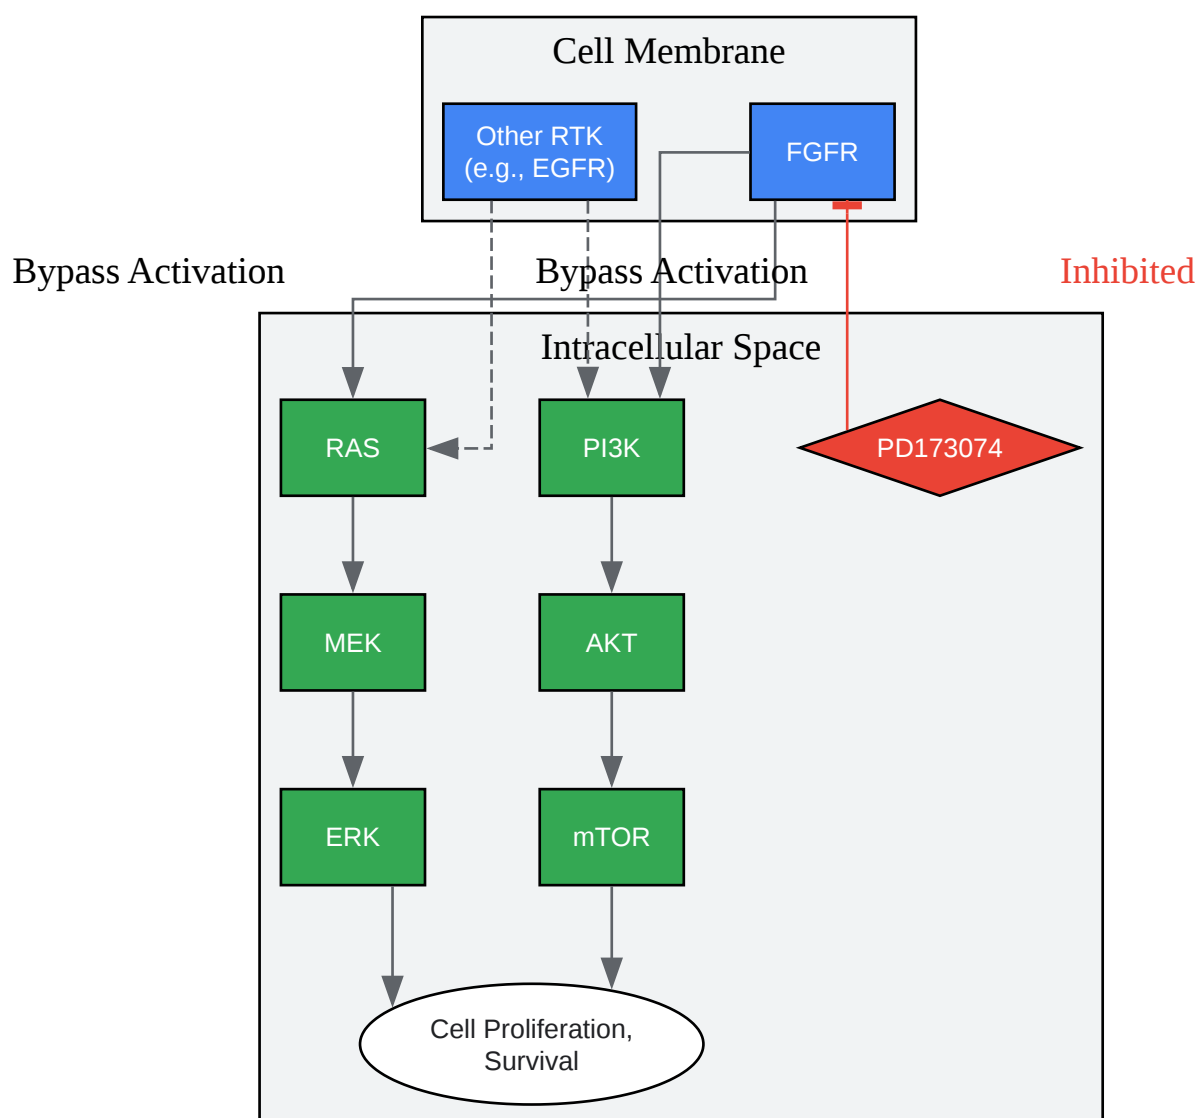 Cell Membrane
Other RTK
(e.g., EGFR)
FGFR
Bypass Activation
Bypass Activation
Inhibited
Intracellular Space
RAS
PI3K
PD173074
MEK
AKT
ERK
mTOR
Cell Proliferation,
Survival